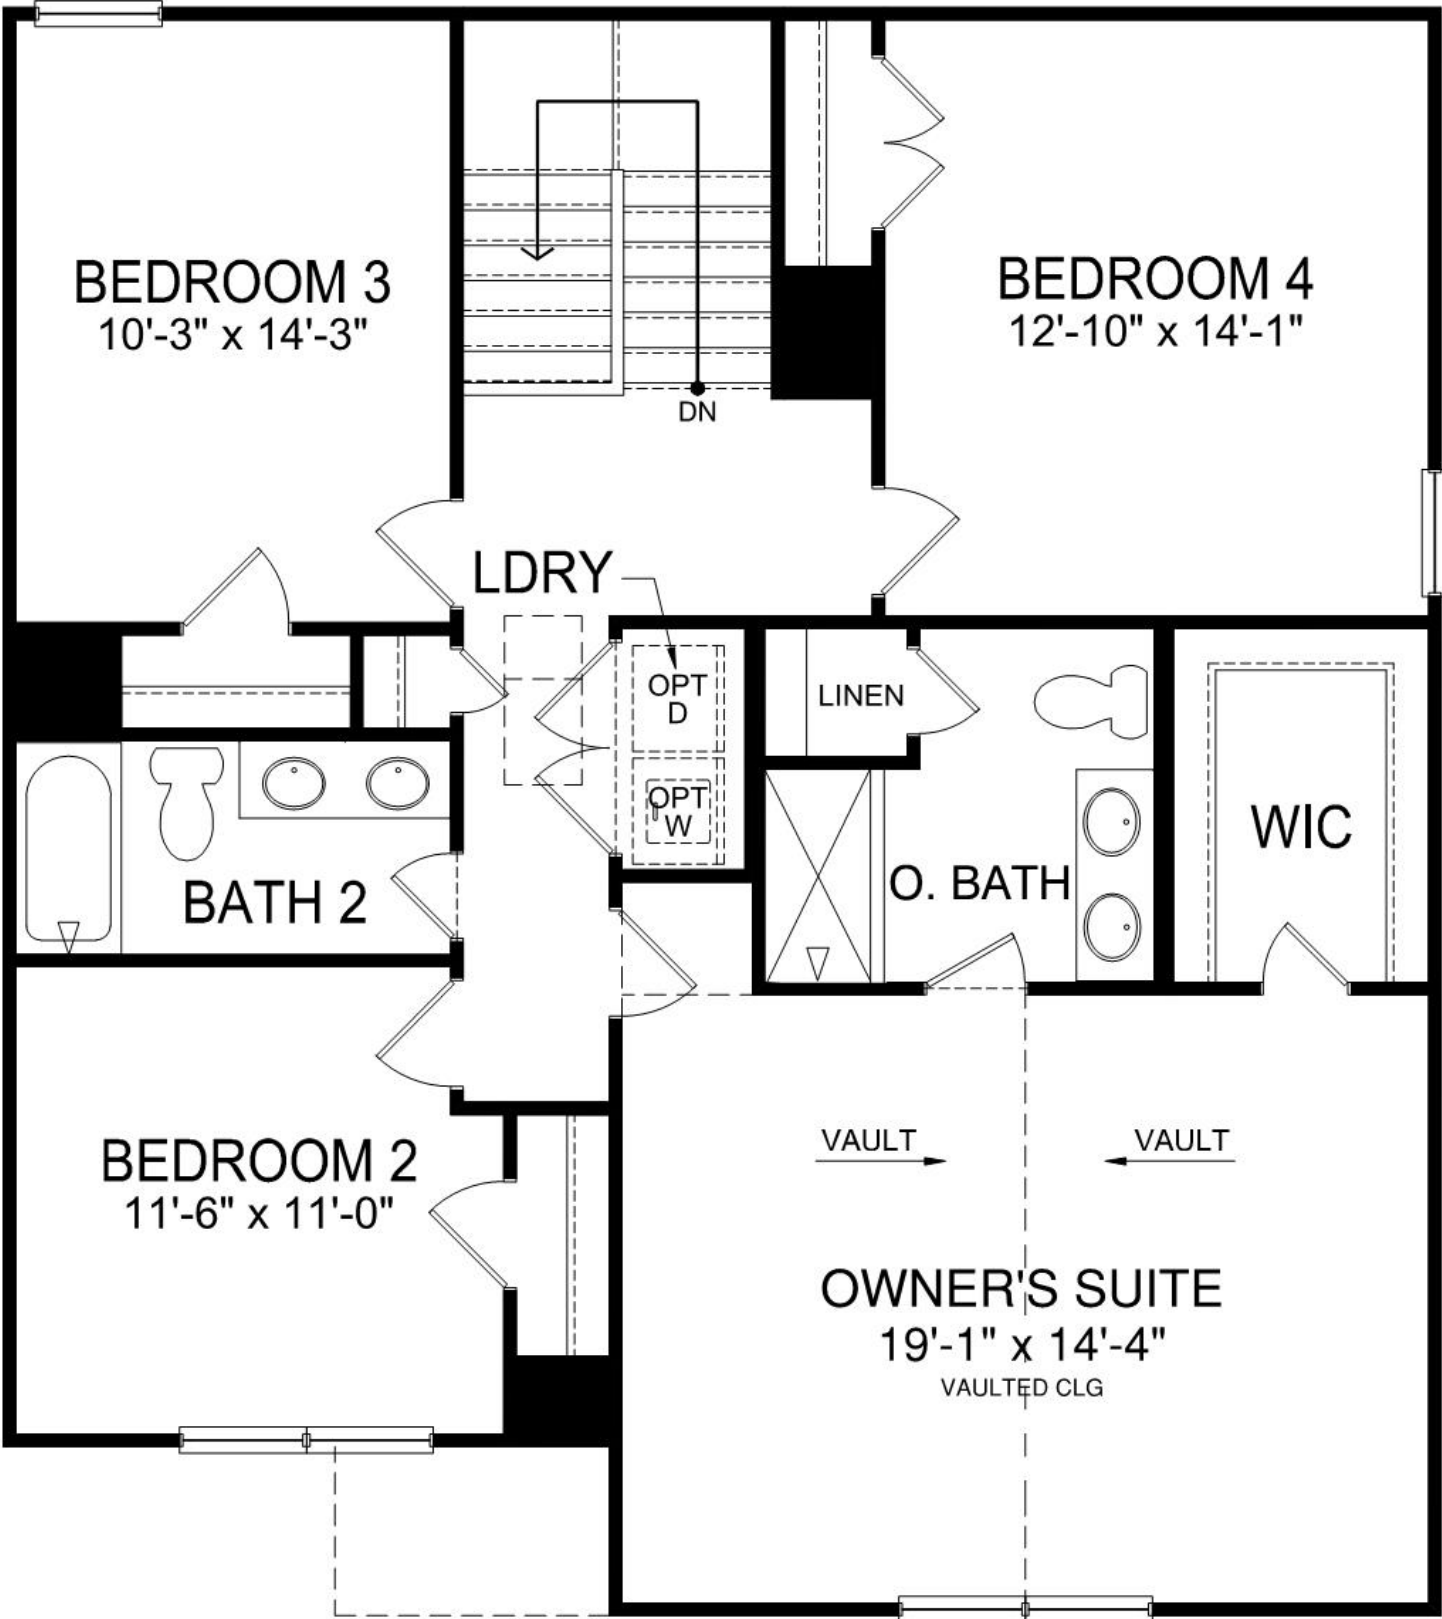 BEDROOM 3
10'-3" x 14'-3"
DN
BEDROOM 4
12'-10" x 14'-1"
LDRY
OPT
D
OPT
W
LINEN
BATH 2
O. BATH
WIC
BEDROOM 2
11'-6" x 11'-0"
VAULT
VAULT
OWNER'S SUITE
19'-1" x 14'-4"
VAULTED CLG